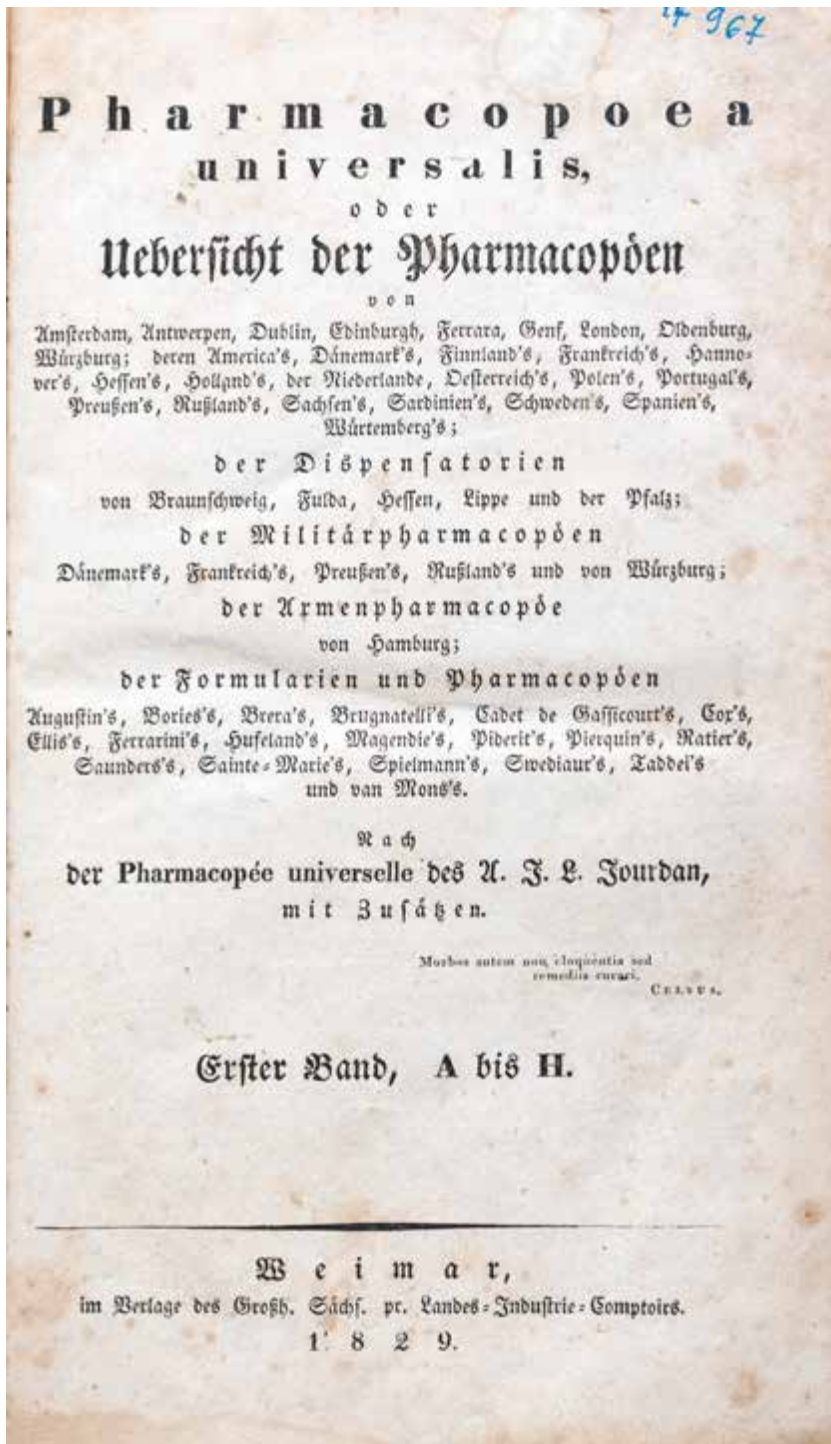 967
Pharmacopoea
universalis,
oder
Uebersicht der Pharmacopöen
von
Amsterdam, Antwerpen, Dublin, Edinburgh, Ferrara, Genf, London, Oldenburg,
Würzburg; deren America's, Dänemark's, Finnland's, Frankreich's, Hanno-
ver's, Hessen's, Holland's, der Niederlande, Oesterreich's, Polen's, Portugal's,
Preußen's, Rußland's, Sachsen's, Sardinien's, Schweden's, Spanien's,
Würtemberg's;
der Dispensatorien
von Braunschweig, Fulda, Hessen, Lippe und der Pfalz;
der Militärpharmacopöen
Dänemark's, Frankreich's, Preußen's, Rußland's und von Würzburg;
der Armenpharmacopöe
von Hamburg;
der Formularien und Pharmacopöen
Augustin's, Bories's, Brera's, Brugnatelli's, Cadet de Gassicourt's, Cox's,
Ellis's, Ferrarini's, Hufeland's, Magendie's, Piderit's, Pierquin's, Ratier's,
Saunders's, Sainte-Marie's, Spielmann's, Swediaur's, Taddei's
und van Mons's.
Nach
der Pharmacopée universelle des A. J. L. Jourdan,
mit Zusätzen.
Morbos autem non eloquentia sed
remediis curari.
CELSUS.
Erster Band, A bis H.
Weimar,
im Verlage des Großh. Sächs. pr. Landes-Industrie-Comptoirs.
1829.